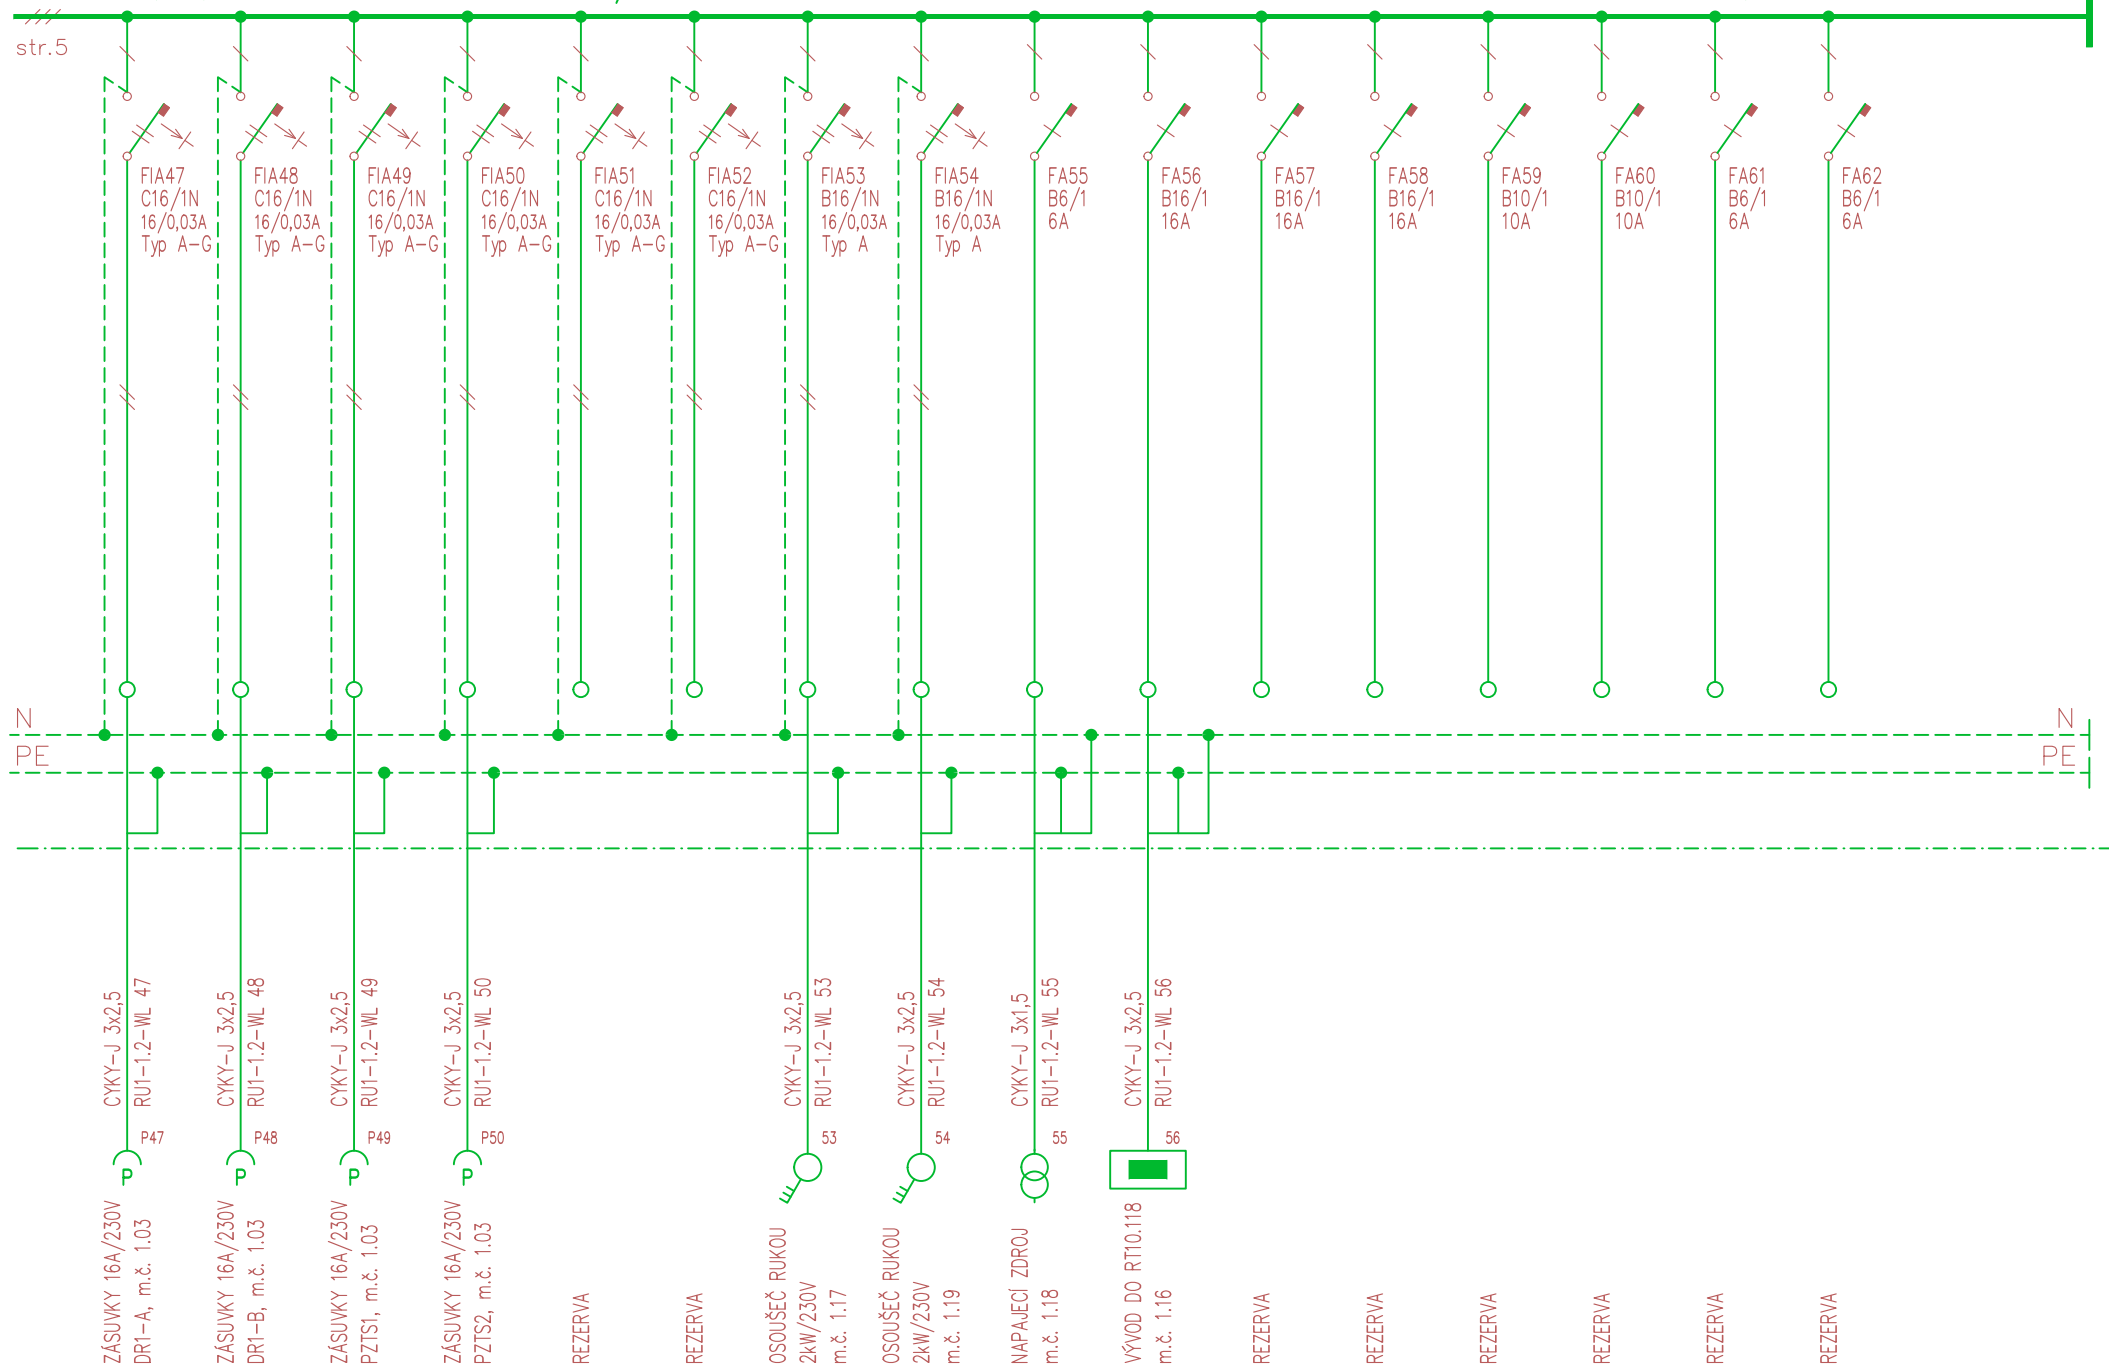 str.5
FIA47
C16/1N
16/0,03A
Typ A-G
FIA48
C16/1N
16/0,03A
Typ A-G
FIA49
C16/1N
16/0,03A
Typ A-G
FIA50
C16/1N
16/0,03A
Typ A-G
FIA51
C16/1N
16/0,03A
Typ A-G
FIA52
C16/1N
16/0,03A
Typ A-G
FIA53
B16/1N
16/0,03A
Typ A
FIA54
B16/1N
16/0,03A
Typ A
FA55
B6/1
6A
FA56
B16/1
16A
FA57
B16/1
16A
FA58
B16/1
16A
FA59
B10/1
10A
FA60
B10/1
10A
FA61
B6/1
6A
FA62
B6/1
6A
N
N
PE
PE
CYKY-J 3x2,5
RU1-1.2-WL 47
CYKY-J 3x2,5
RU1-1.2-WL 48
CYKY-J 3x2,5
RU1-1.2-WL 49
CYKY-J 3x2,5
RU1-1.2-WL 50
CYKY-J 3x2,5
RU1-1.2-WL 53
CYKY-J 3x2,5
RU1-1.2-WL 54
CYKY-J 3x1,5
RU1-1.2-WL 55
CYKY-J 3x2,5
RU1-1.2-WL 56
P47
P48
P49
P50
53
54
55
56
P
P
P
P
ZÁSUVKY 16A/230V
DR1-A, m.č. 1.03
ZÁSUVKY 16A/230V
DR1-B, m.č. 1.03
ZÁSUVKY 16A/230V
PZTS1, m.č. 1.03
ZÁSUVKY 16A/230V
PZTS2, m.č. 1.03
REZERVA
REZERVA
OSOUŠEČ RUKOU
2kW/230V
m.č. 1.17
OSOUŠEČ RUKOU
2kW/230V
m.č. 1.19
NAPAJECÍ ZDROJ
m.č. 1.18
VÝVOD DO RT10.118
m.č. 1.16
REZERVA
REZERVA
REZERVA
REZERVA
REZERVA
REZERVA